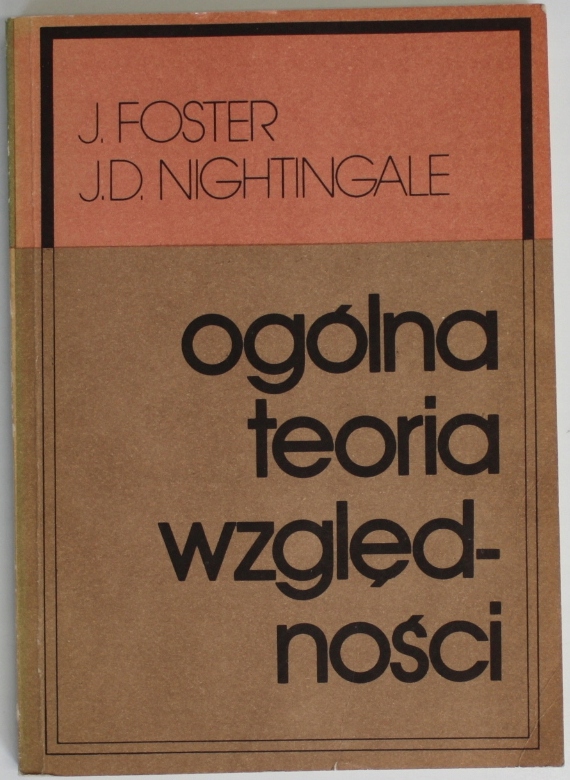 J. FOSTER
J.D. NIGHTINGALE
ogólna
teoria
względ-
ności